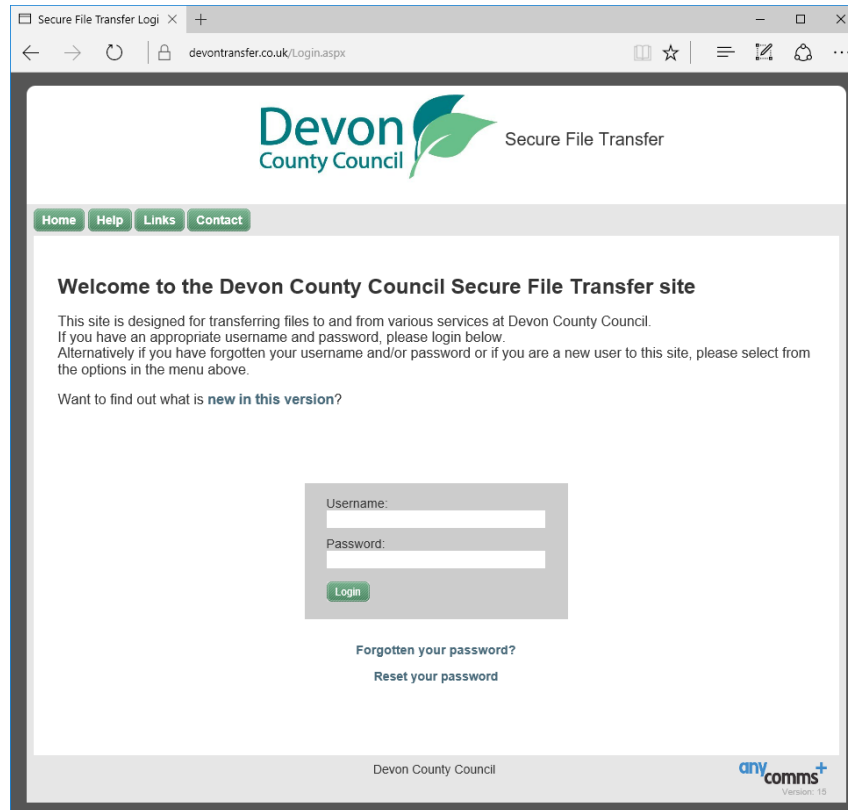 Secure File Transfer Logi
devontransfer.co.uk/Login.aspx
Devon
County Council
Secure File Transfer
Home Help Links Contact
Welcome to the Devon County Council Secure File Transfer site
This site is designed for transferring files to and from various services at Devon County Council.
If you have an appropriate username and password, please login below.
Alternatively if you have forgotten your username and/or password or if you are a new user to this site, please select from
the options in the menu above.
Want to find out what is new in this version?
Username:
Password:
Login
Forgotten your password?
Reset your password
Devon County Council
anycomms+
Version: 15